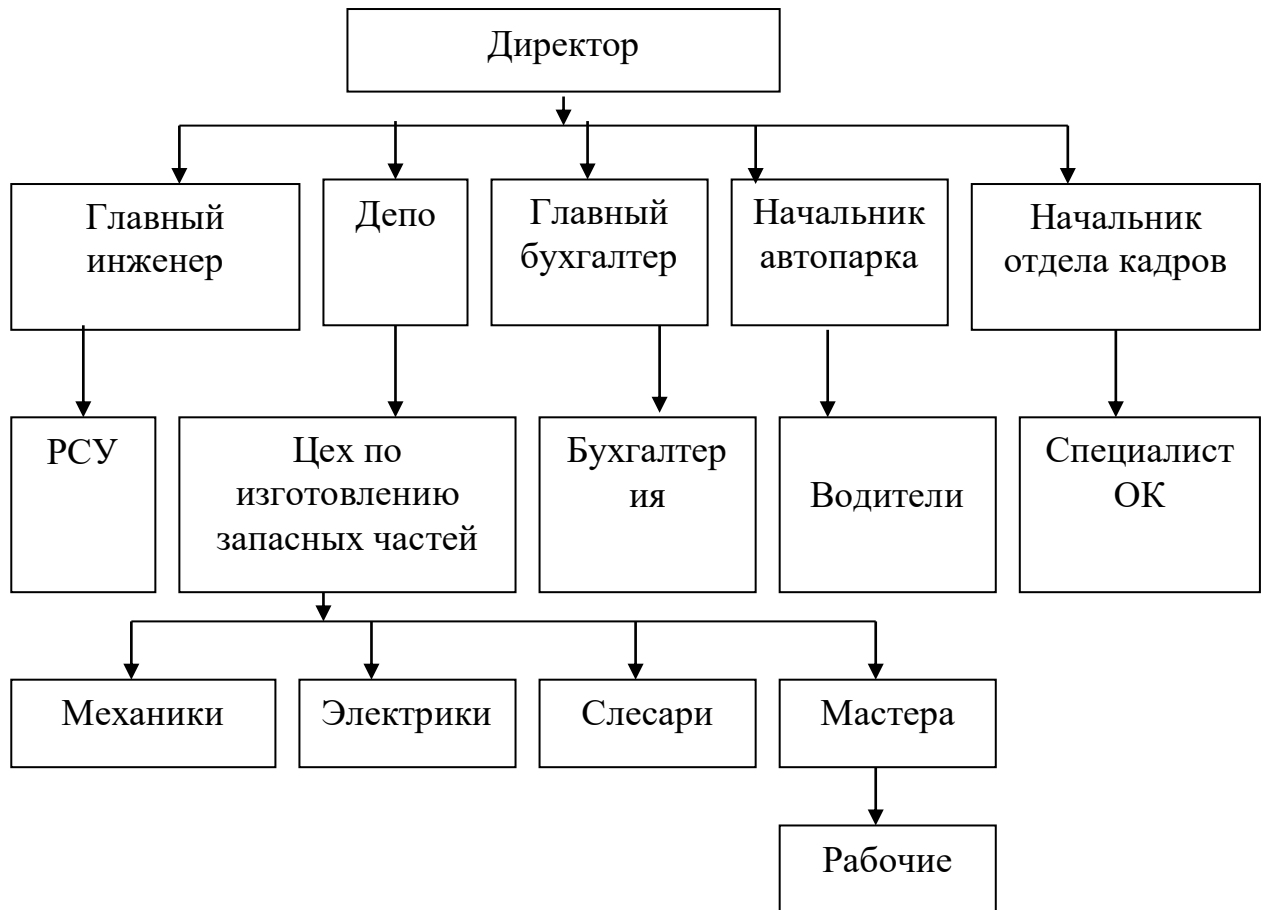 Директор
Главный
инженер
Депо
Главный
бухгалтер
Начальник
автопарка
Начальник
отдела кадров
РСУ
Цех по
изготовлению
запасных частей
Бухгалтер
ия
Водители
Специалист
ОК
Механики
Электрики
Слесари
Мастера
Рабочие